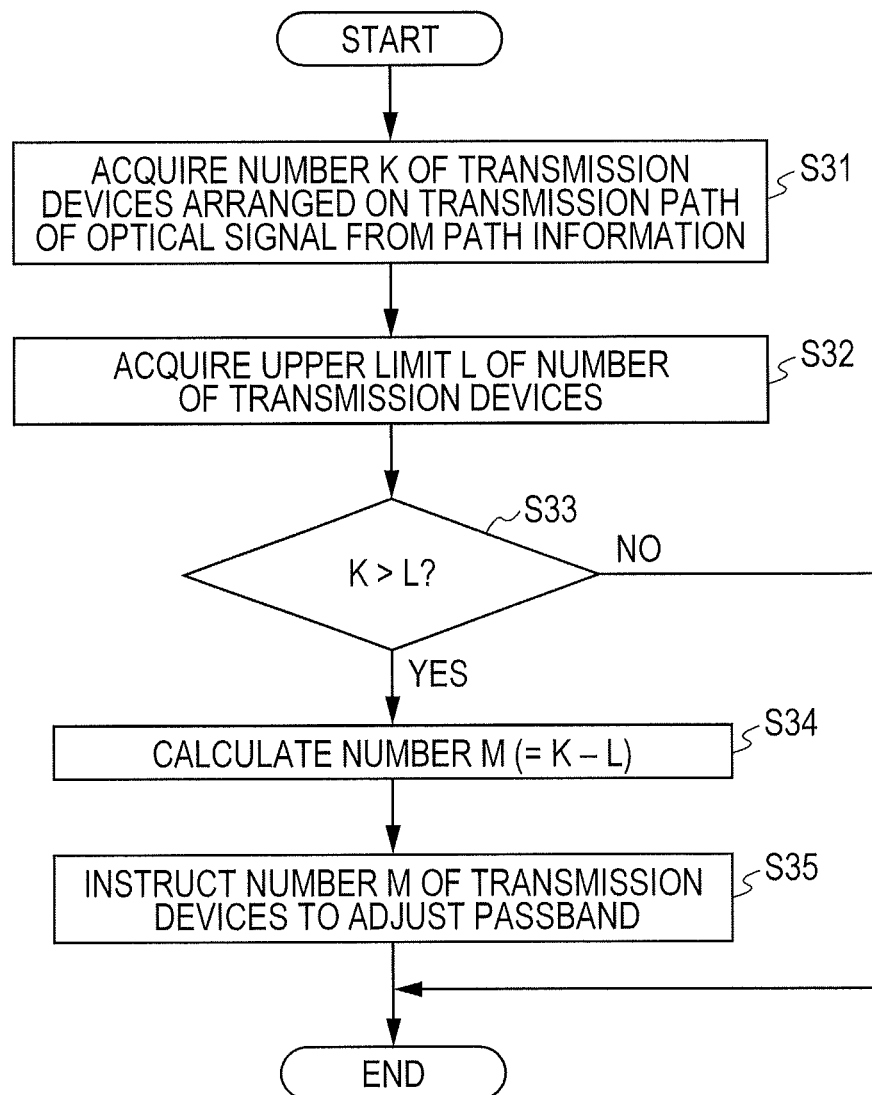 START
ACQUIRE NUMBER K OF TRANSMISSION
DEVICES ARRANGED ON TRANSMISSION PATH
OF OPTICAL SIGNAL FROM PATH INFORMATION
S31
ACQUIRE UPPER LIMIT L OF NUMBER
OF TRANSMISSION DEVICES
S32
S33
K > L?
NO
YES
CALCULATE NUMBER M (= K – L)
S34
INSTRUCT NUMBER M OF TRANSMISSION
DEVICES TO ADJUST PASSBAND
S35
END